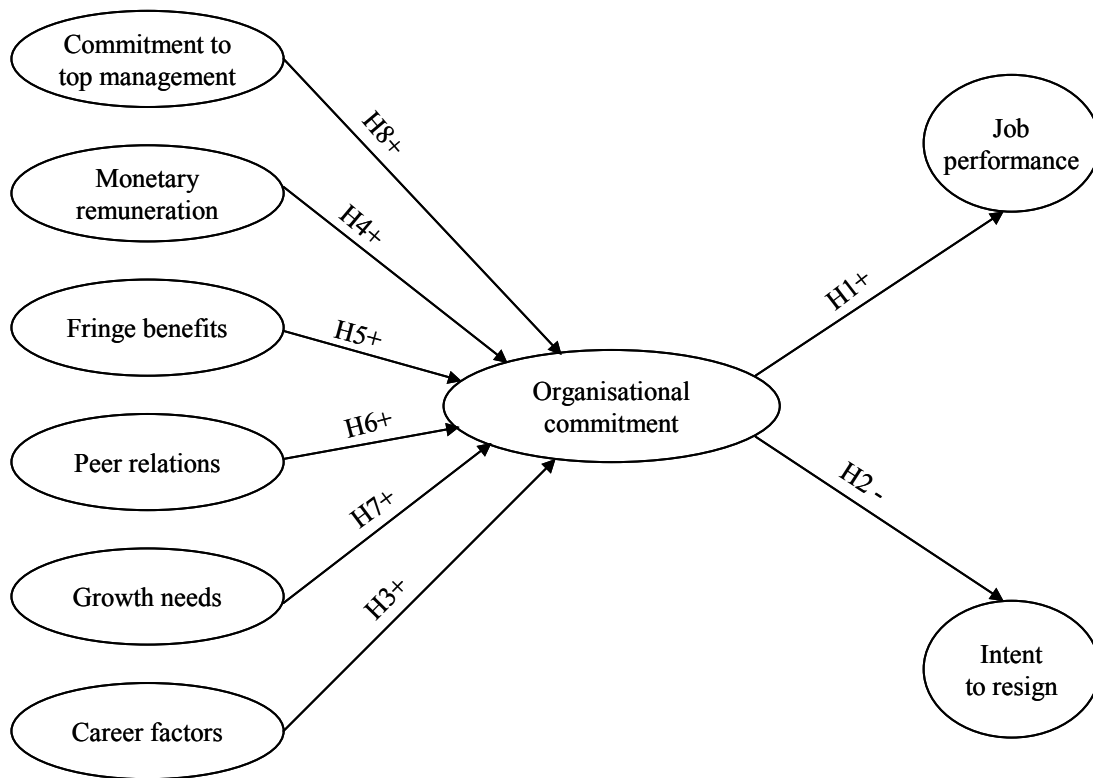 Commitment to
top management
H8+
Monetary
remuneration
H4+
Fringe benefits
H5+
Peer relations
H6+
Growth needs
H7+
Career factors
H3+
Organisational
commitment
H1+
Job
performance
H2 -
Intent
to resign